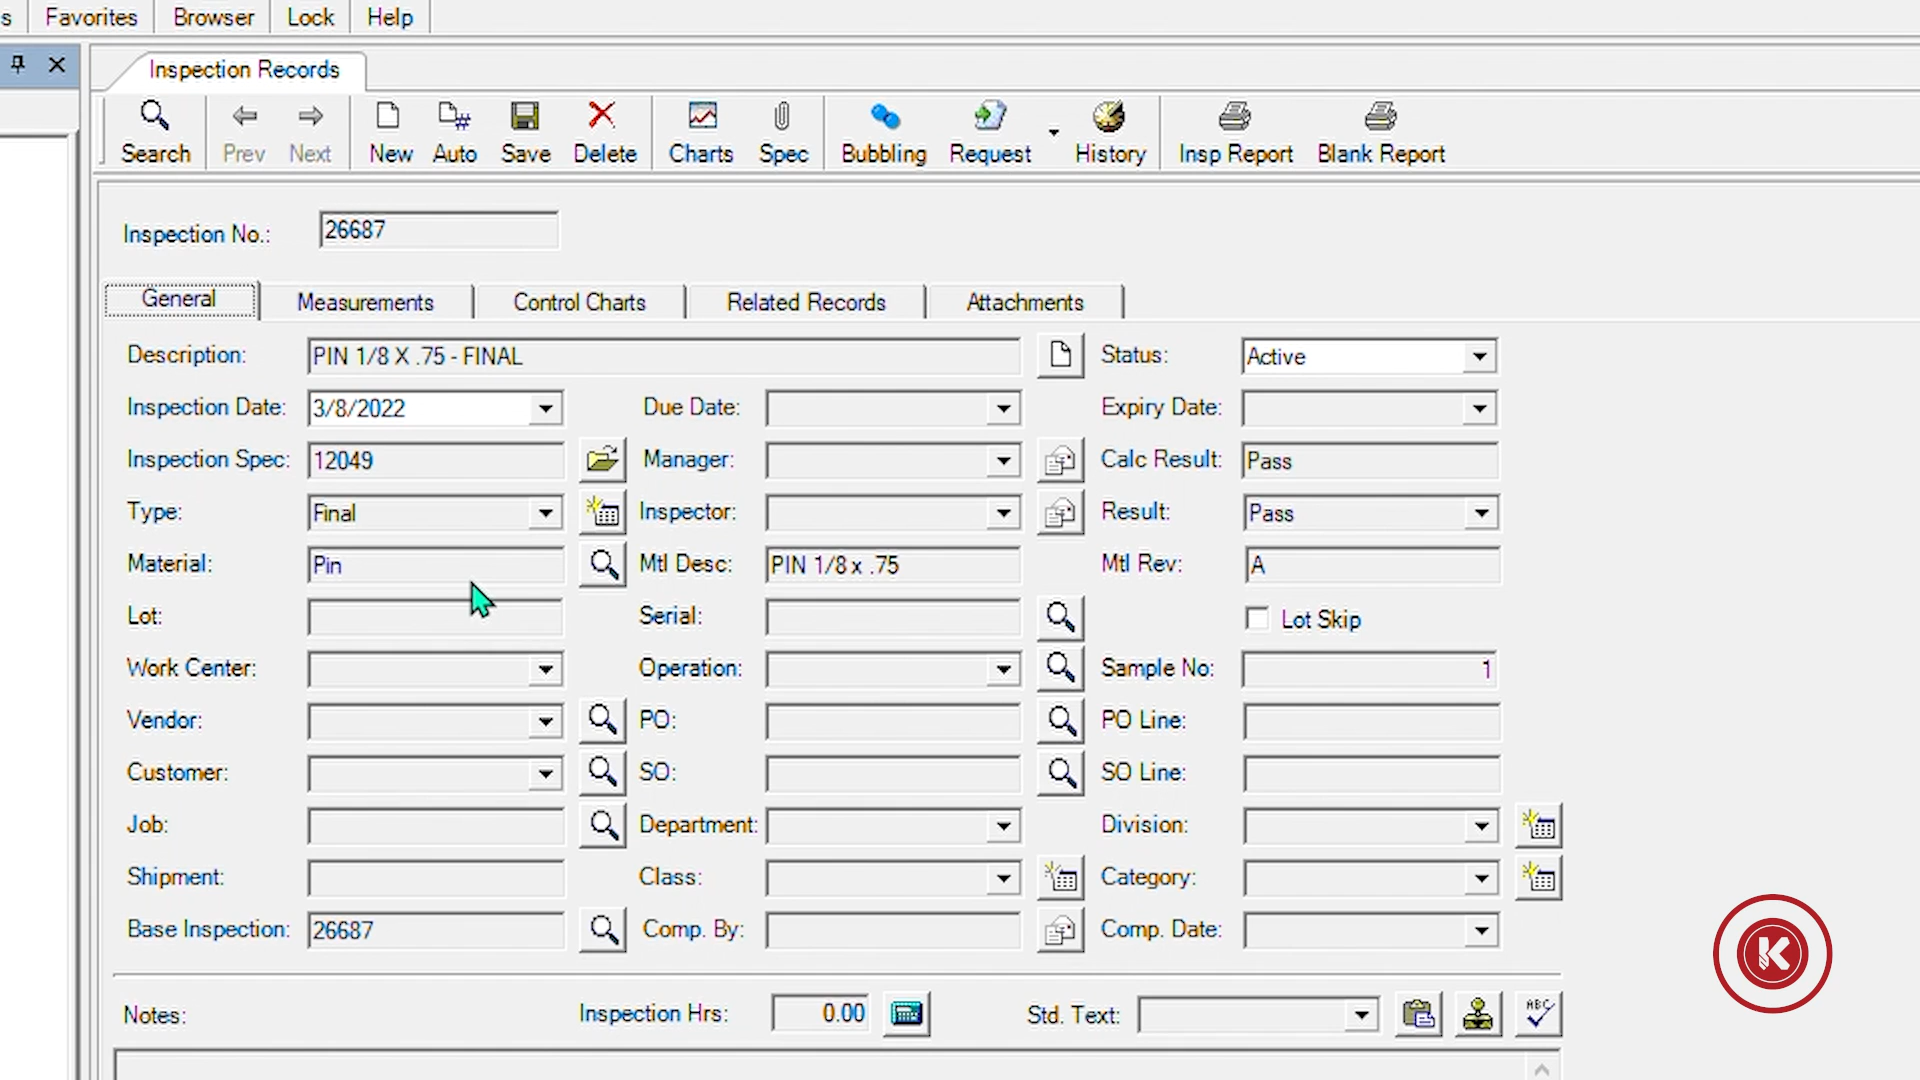 s Favorites Browser Lock Help
Inspection Records
Search Prev Next New Auto Save Delete Charts Spec Bubbling Request History Insp Report Blank Report
Inspection No.: 26687
General Measurements Control Charts Related Records Attachments
Description: PIN 1/8 X .75 - FINAL Status: Active
Inspection Date: 3/8/2022 Due Date: Expiry Date:
Inspection Spec: 12049 Manager: Calc Result: Pass
Type: Final Inspector: Result: Pass
Material: Pin Mtl Desc: PIN 1/8 x .75 Mtl Rev: A
Lot: Serial: Lot Skip
Work Center: Operation: Sample No: 1
Vendor: PO: PO Line:
Customer: SO: SO Line:
Job: Department: Division:
Shipment: Class: Category:
Base Inspection: 26687 Comp. By: Comp. Date:
Notes: Inspection Hrs: 0.00 Std. Text: ABC
K